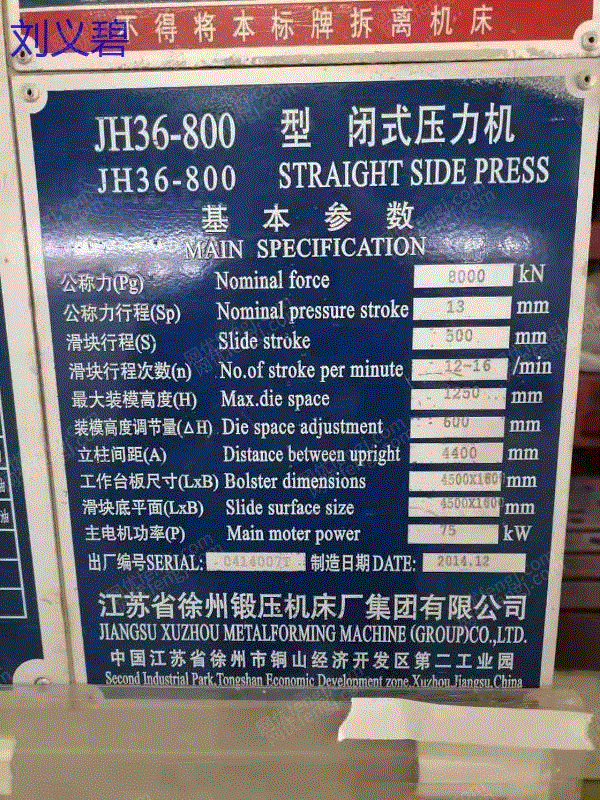 不得将本标牌拆离机床
刘义碧
JH36-800 型 闭式压力机
JH36-800 STRAIGHT SIDE PRESS
基本参数
MAIN SPECIFICATION
公称力(Pg) Nominal force 8000 kN
公称力行程(Sp) Nominal pressure stroke 13 mm
滑块行程(S) Slide stroke 500 mm
滑块行程次数(n) No.of stroke per minute 12-16 /min
最大装模高度(H) Max.die space 1250 mm
装模高度调节量(△H) Die space adjustment 600 mm
立柱间距(A) Distance between upright 4400 mm
工作台板尺寸(LxB) Bolster dimensions 4500X1800 mm
滑块底平面(LxB) Slide surface size 4500X1600 mm
主电机功率(P) Main motor power 75 kW
出厂编号SERIAL: 制造日期DATE: 2014.12
江苏省徐州锻压机床厂集团有限公司
JIANGSU XUZHOU METALFORMING MACHINE (GROUP)CO.,LTD.
中国江苏省徐州市铜山经济开发区第二工业园
Second Industrial Park,Tongshan Economic Development zone,Xuzhou,Jiangsu,China